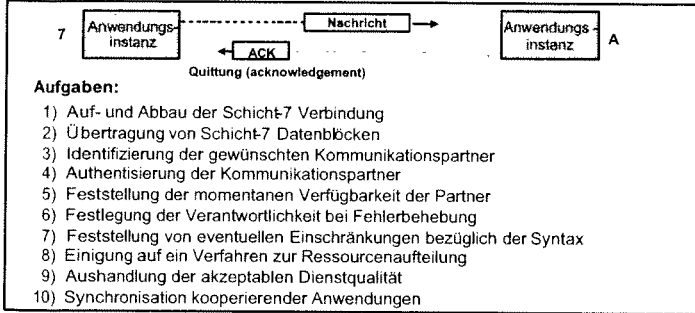 7 Anwendungs- Nachricht Anwendungs- A
instanz instanz
ACK
Quittung (acknowledgement)
Aufgaben:
1) Auf- und Abbau der Schicht-7 Verbindung
2) Übertragung von Schicht-7 Datenblöcken
3) Identifizierung der gewünschten Kommunikationspartner
4) Authentisierung der Kommunikationspartner
5) Feststellung der momentanen Verfügbarkeit der Partner
6) Festlegung der Verantwortlichkeit bei Fehlerbehebung
7) Feststellung von eventuellen Einschränkungen bezüglich der Syntax
8) Einigung auf ein Verfahren zur Ressourcenaufteilung
9) Aushandlung der akzeptablen Dienstqualität
10) Synchronisation kooperierender Anwendungen